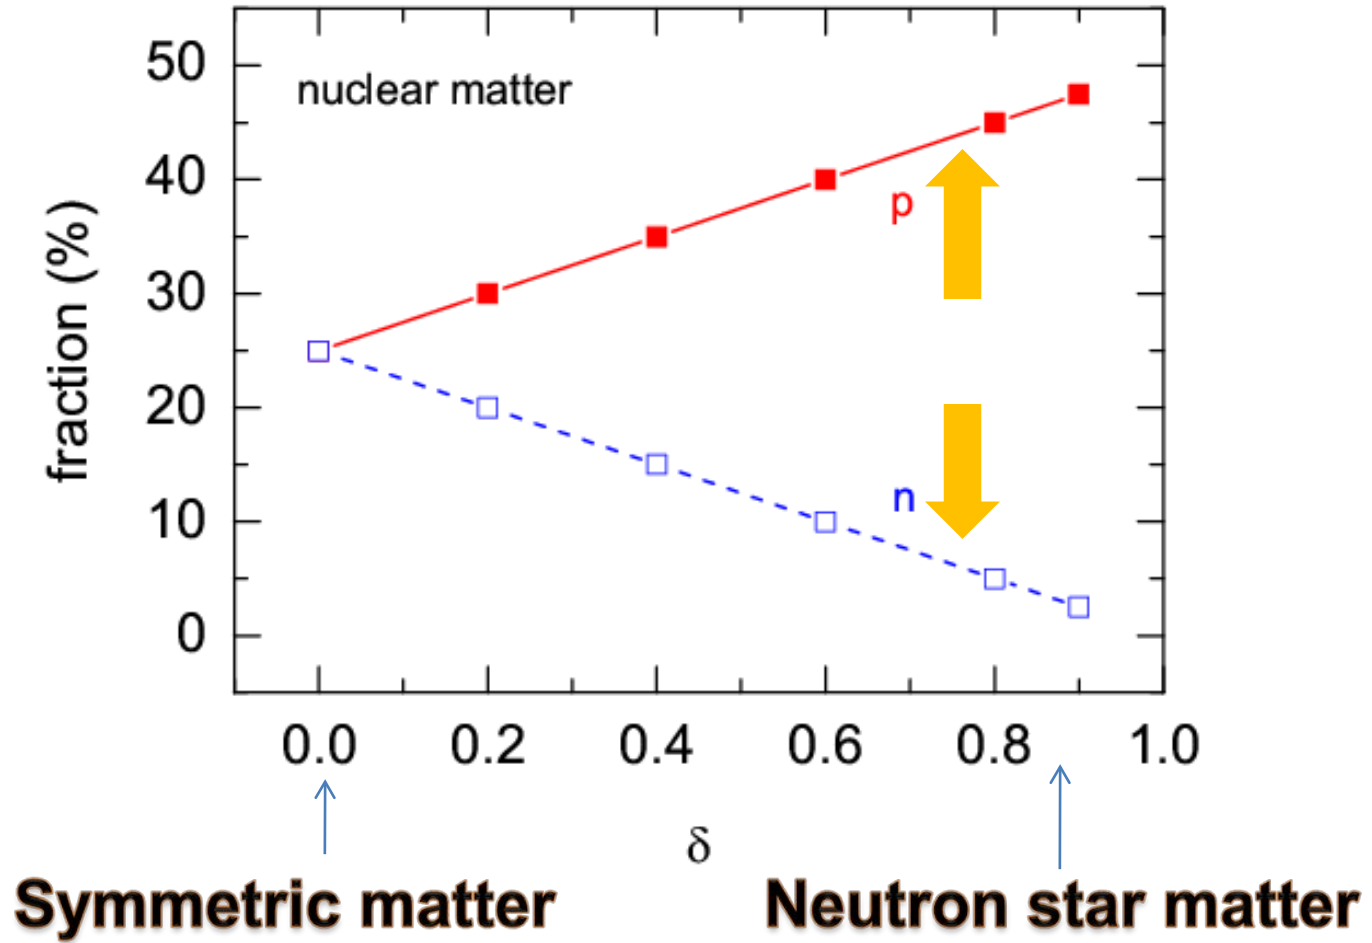 50
nuclear matter
40
p
30
fraction (%)
20
n
10
0
0.0 0.2 0.4 0.6 0.8 1.0
δ
Symmetric matter
Neutron star matter